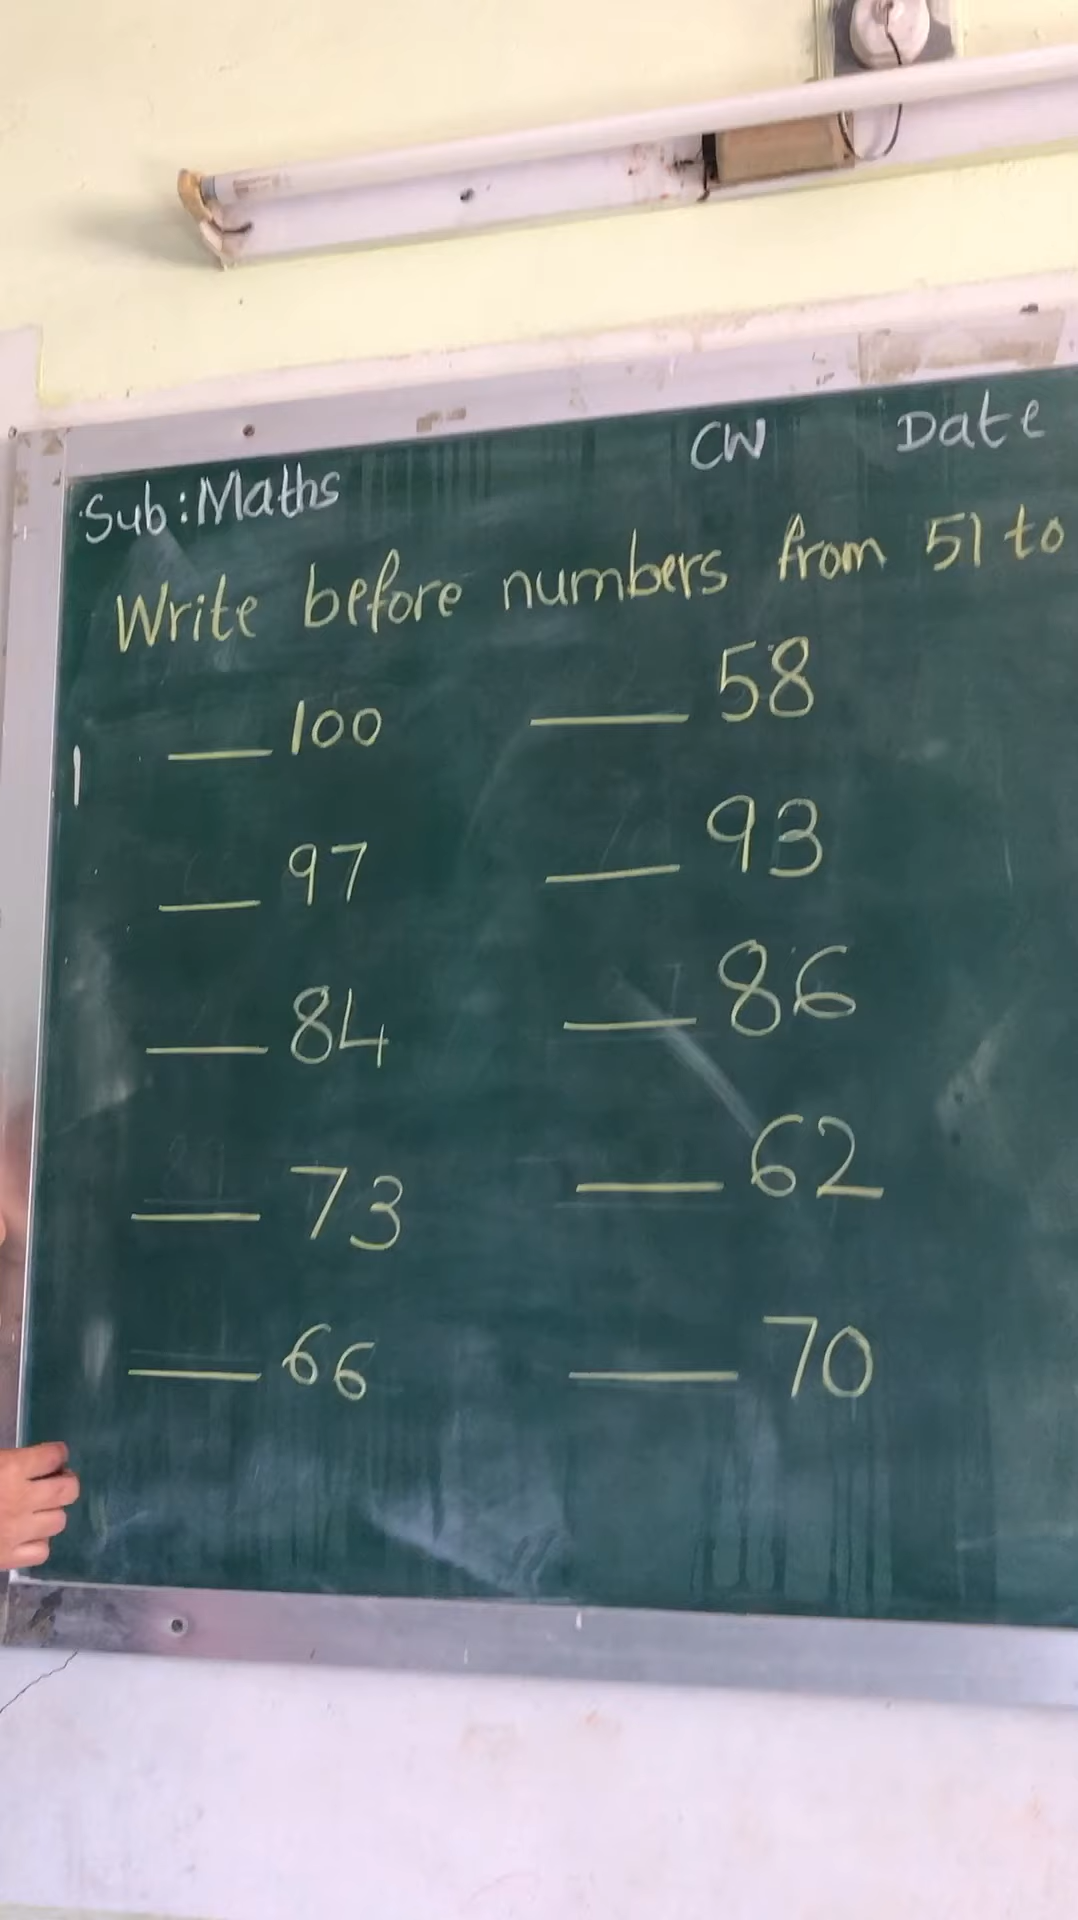 Sub:Maths CW Date
Write before numbers from 51 to
___ 100 ___ 58
___ 97 ___ 93
___ 84 ___ 86
___ 73 ___ 62
___ 66 ___ 70